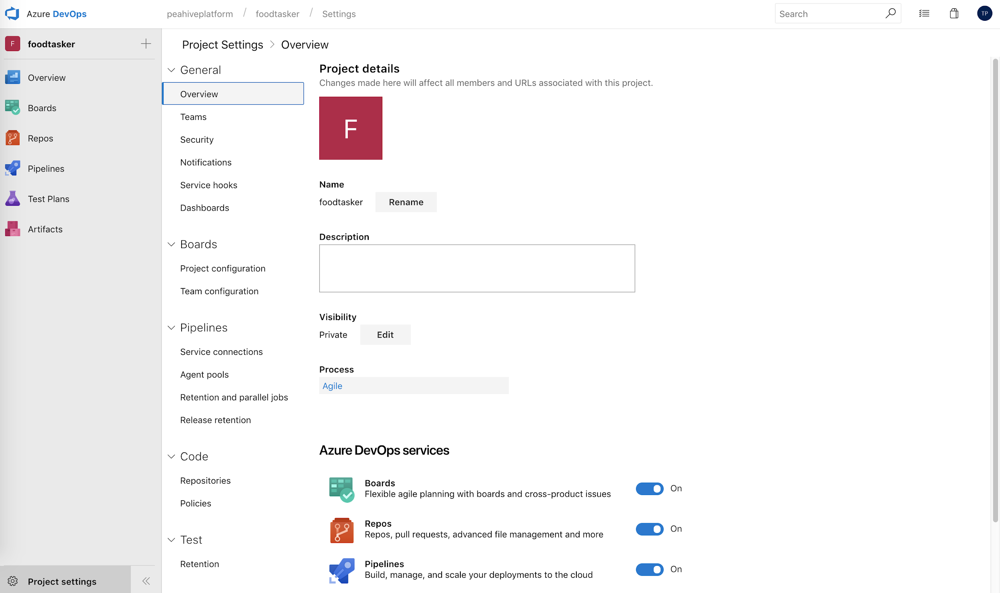 Azure DevOps
peahiveplatform / foodtasker / Settings
Search
TP
F foodtasker
Overview
Boards
Repos
Pipelines
Test Plans
Artifacts
Project settings
Project Settings > Overview
General
Overview
Teams
Security
Notifications
Service hooks
Dashboards
Boards
Project configuration
Team configuration
Pipelines
Service connections
Agent pools
Retention and parallel jobs
Release retention
Code
Repositories
Policies
Test
Retention
Project details
Changes made here will affect all members and URLs associated with this project.
F
Name
foodtasker Rename
Description
Visibility
Private Edit
Process
Agile
Azure DevOps services
Boards
Flexible agile planning with boards and cross-product issues
On
Repos
Repos, pull requests, advanced file management and more
On
Pipelines
Build, manage, and scale your deployments to the cloud
On